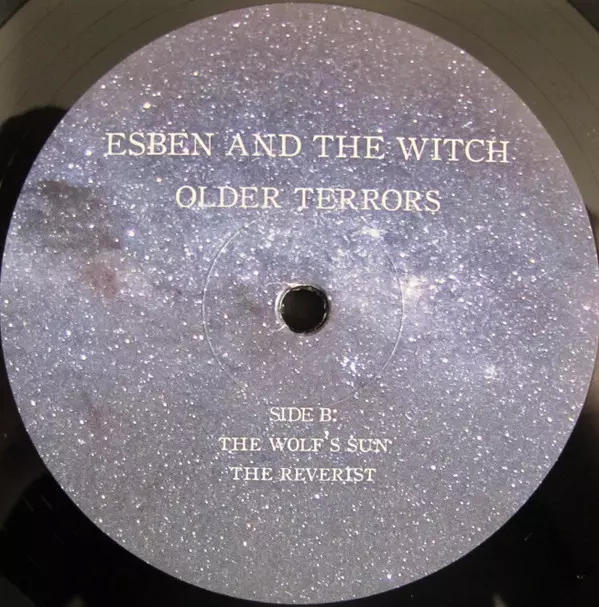 ESBEN AND THE WITCH
OLDER TERRORS
SIDE B:
THE WOLF'S SUN
THE REVERIST